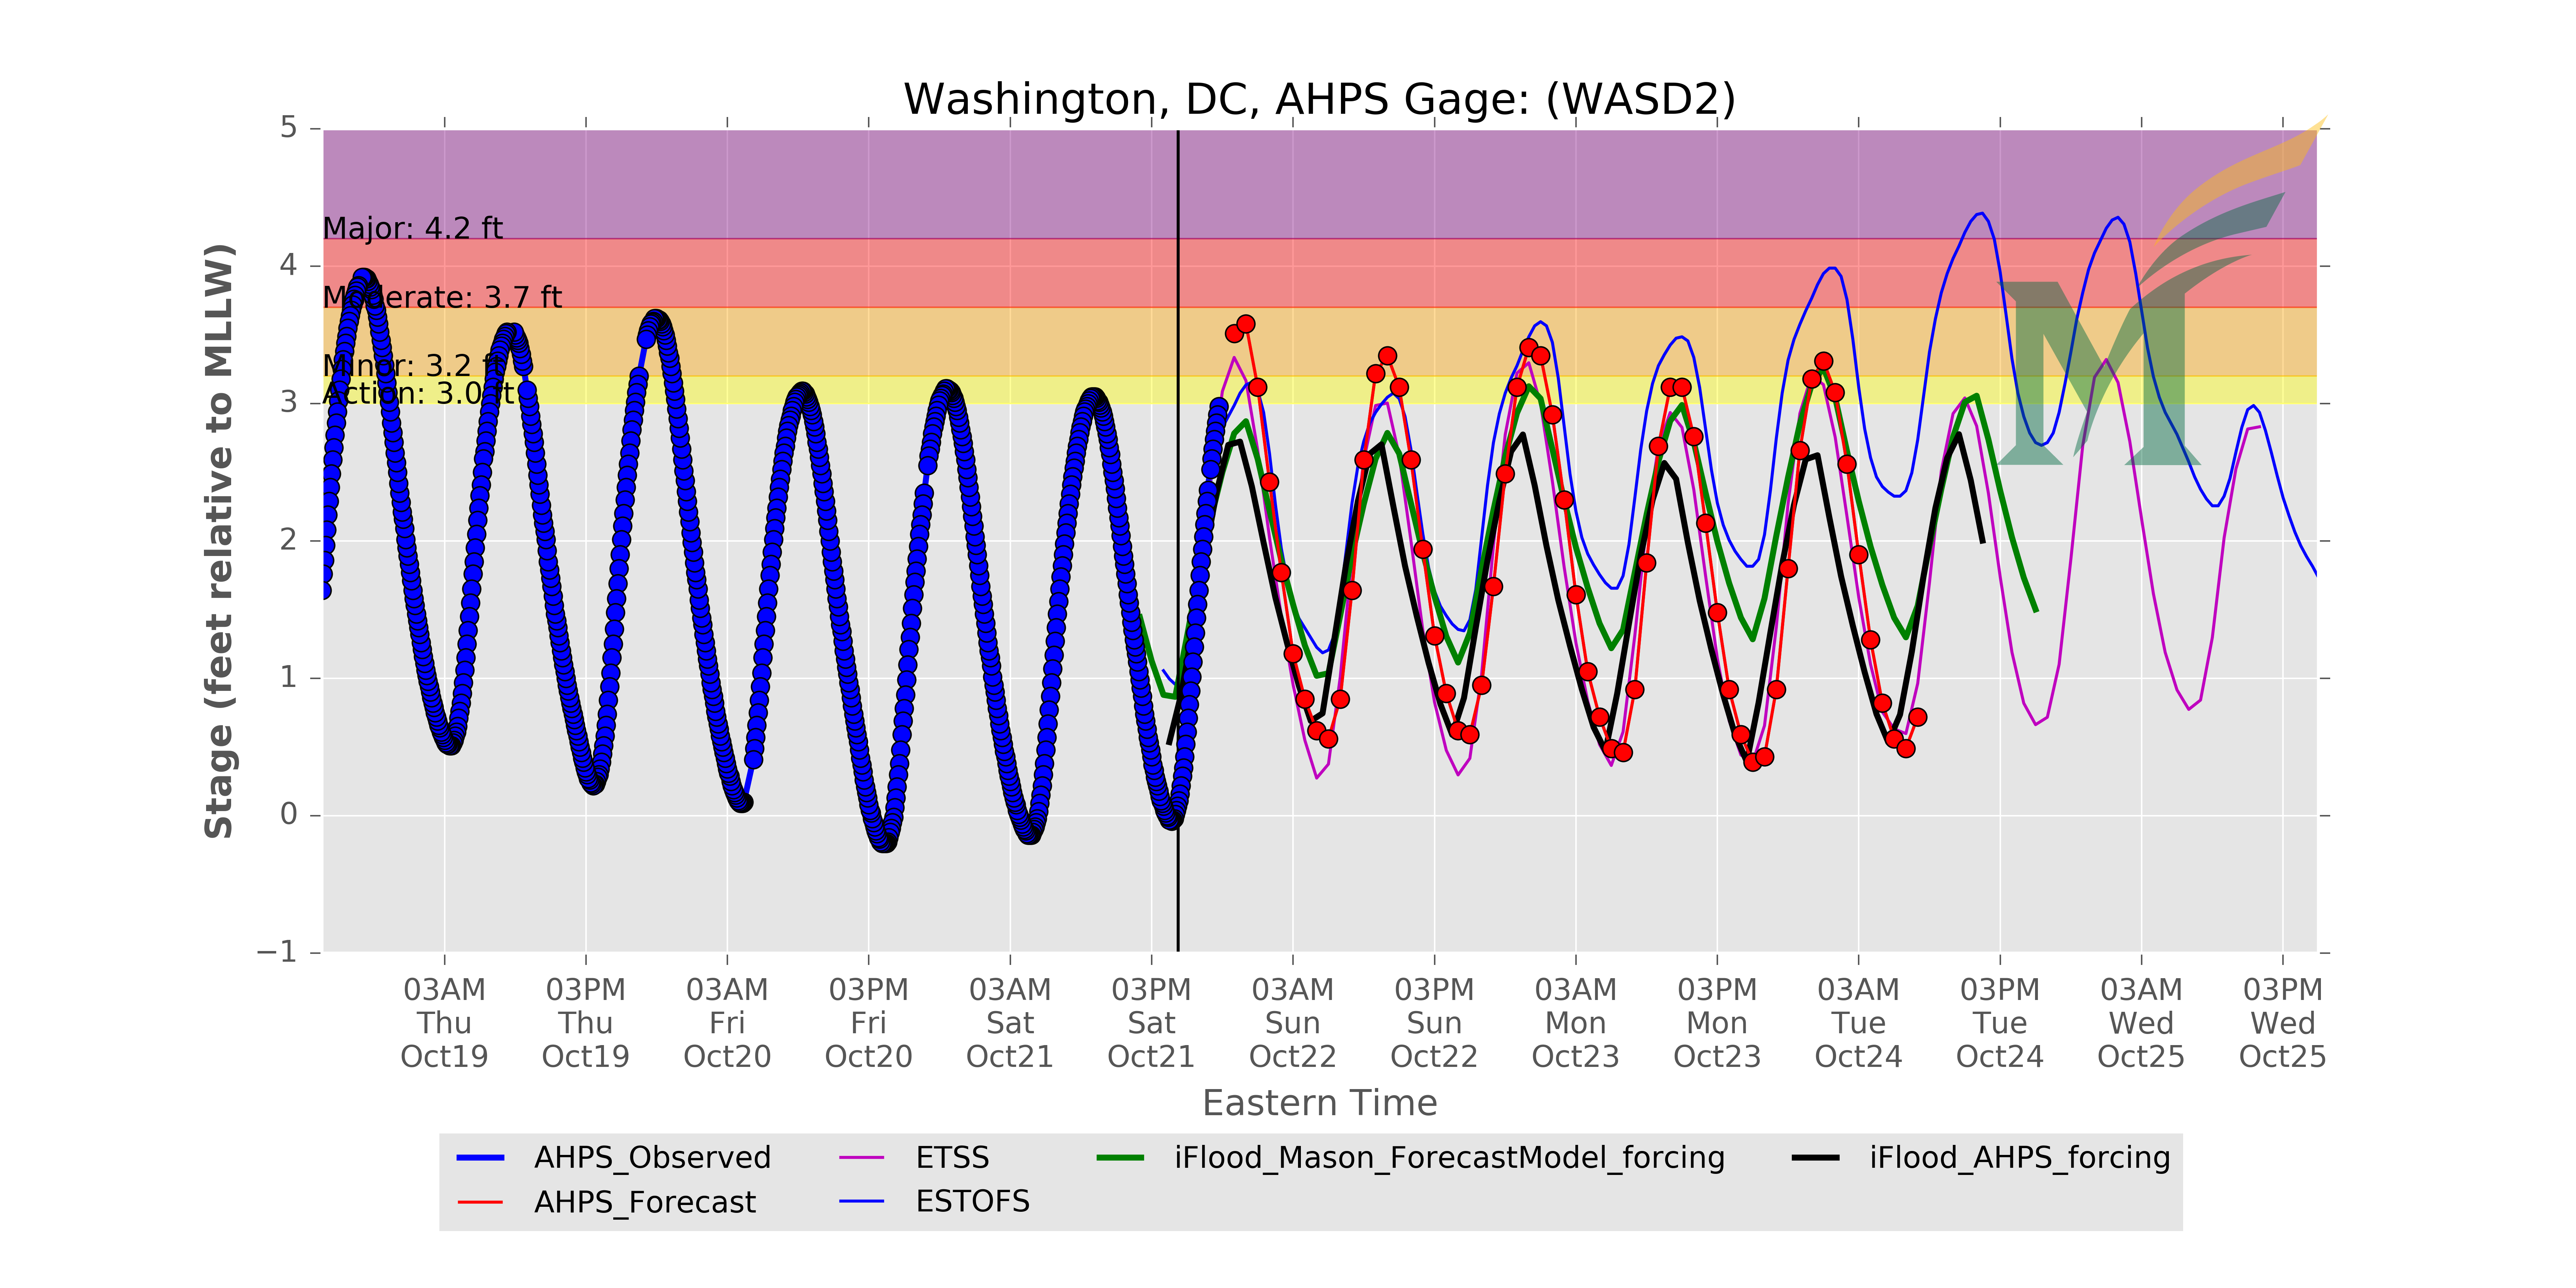 Washington, DC, AHPS Gage: (WASD2)
Stage (feet relative to MLLW)
5
4
3
2
1
0
−1
Major: 4.2 ft
Moderate: 3.7 ft
Minor: 3.2 ft
Action: 3.0 ft
03AM Thu Oct19
03PM Thu Oct19
03AM Fri Oct20
03PM Fri Oct20
03AM Sat Oct21
03PM Sat Oct21
03AM Sun Oct22
03PM Sun Oct22
03AM Mon Oct23
03PM Mon Oct23
03AM Tue Oct24
03PM Tue Oct24
03AM Wed Oct25
03PM Wed Oct25
Eastern Time
AHPS_Observed
AHPS_Forecast
ETSS
ESTOFS
iFlood_Mason_ForecastModel_forcing
iFlood_AHPS_forcing
M